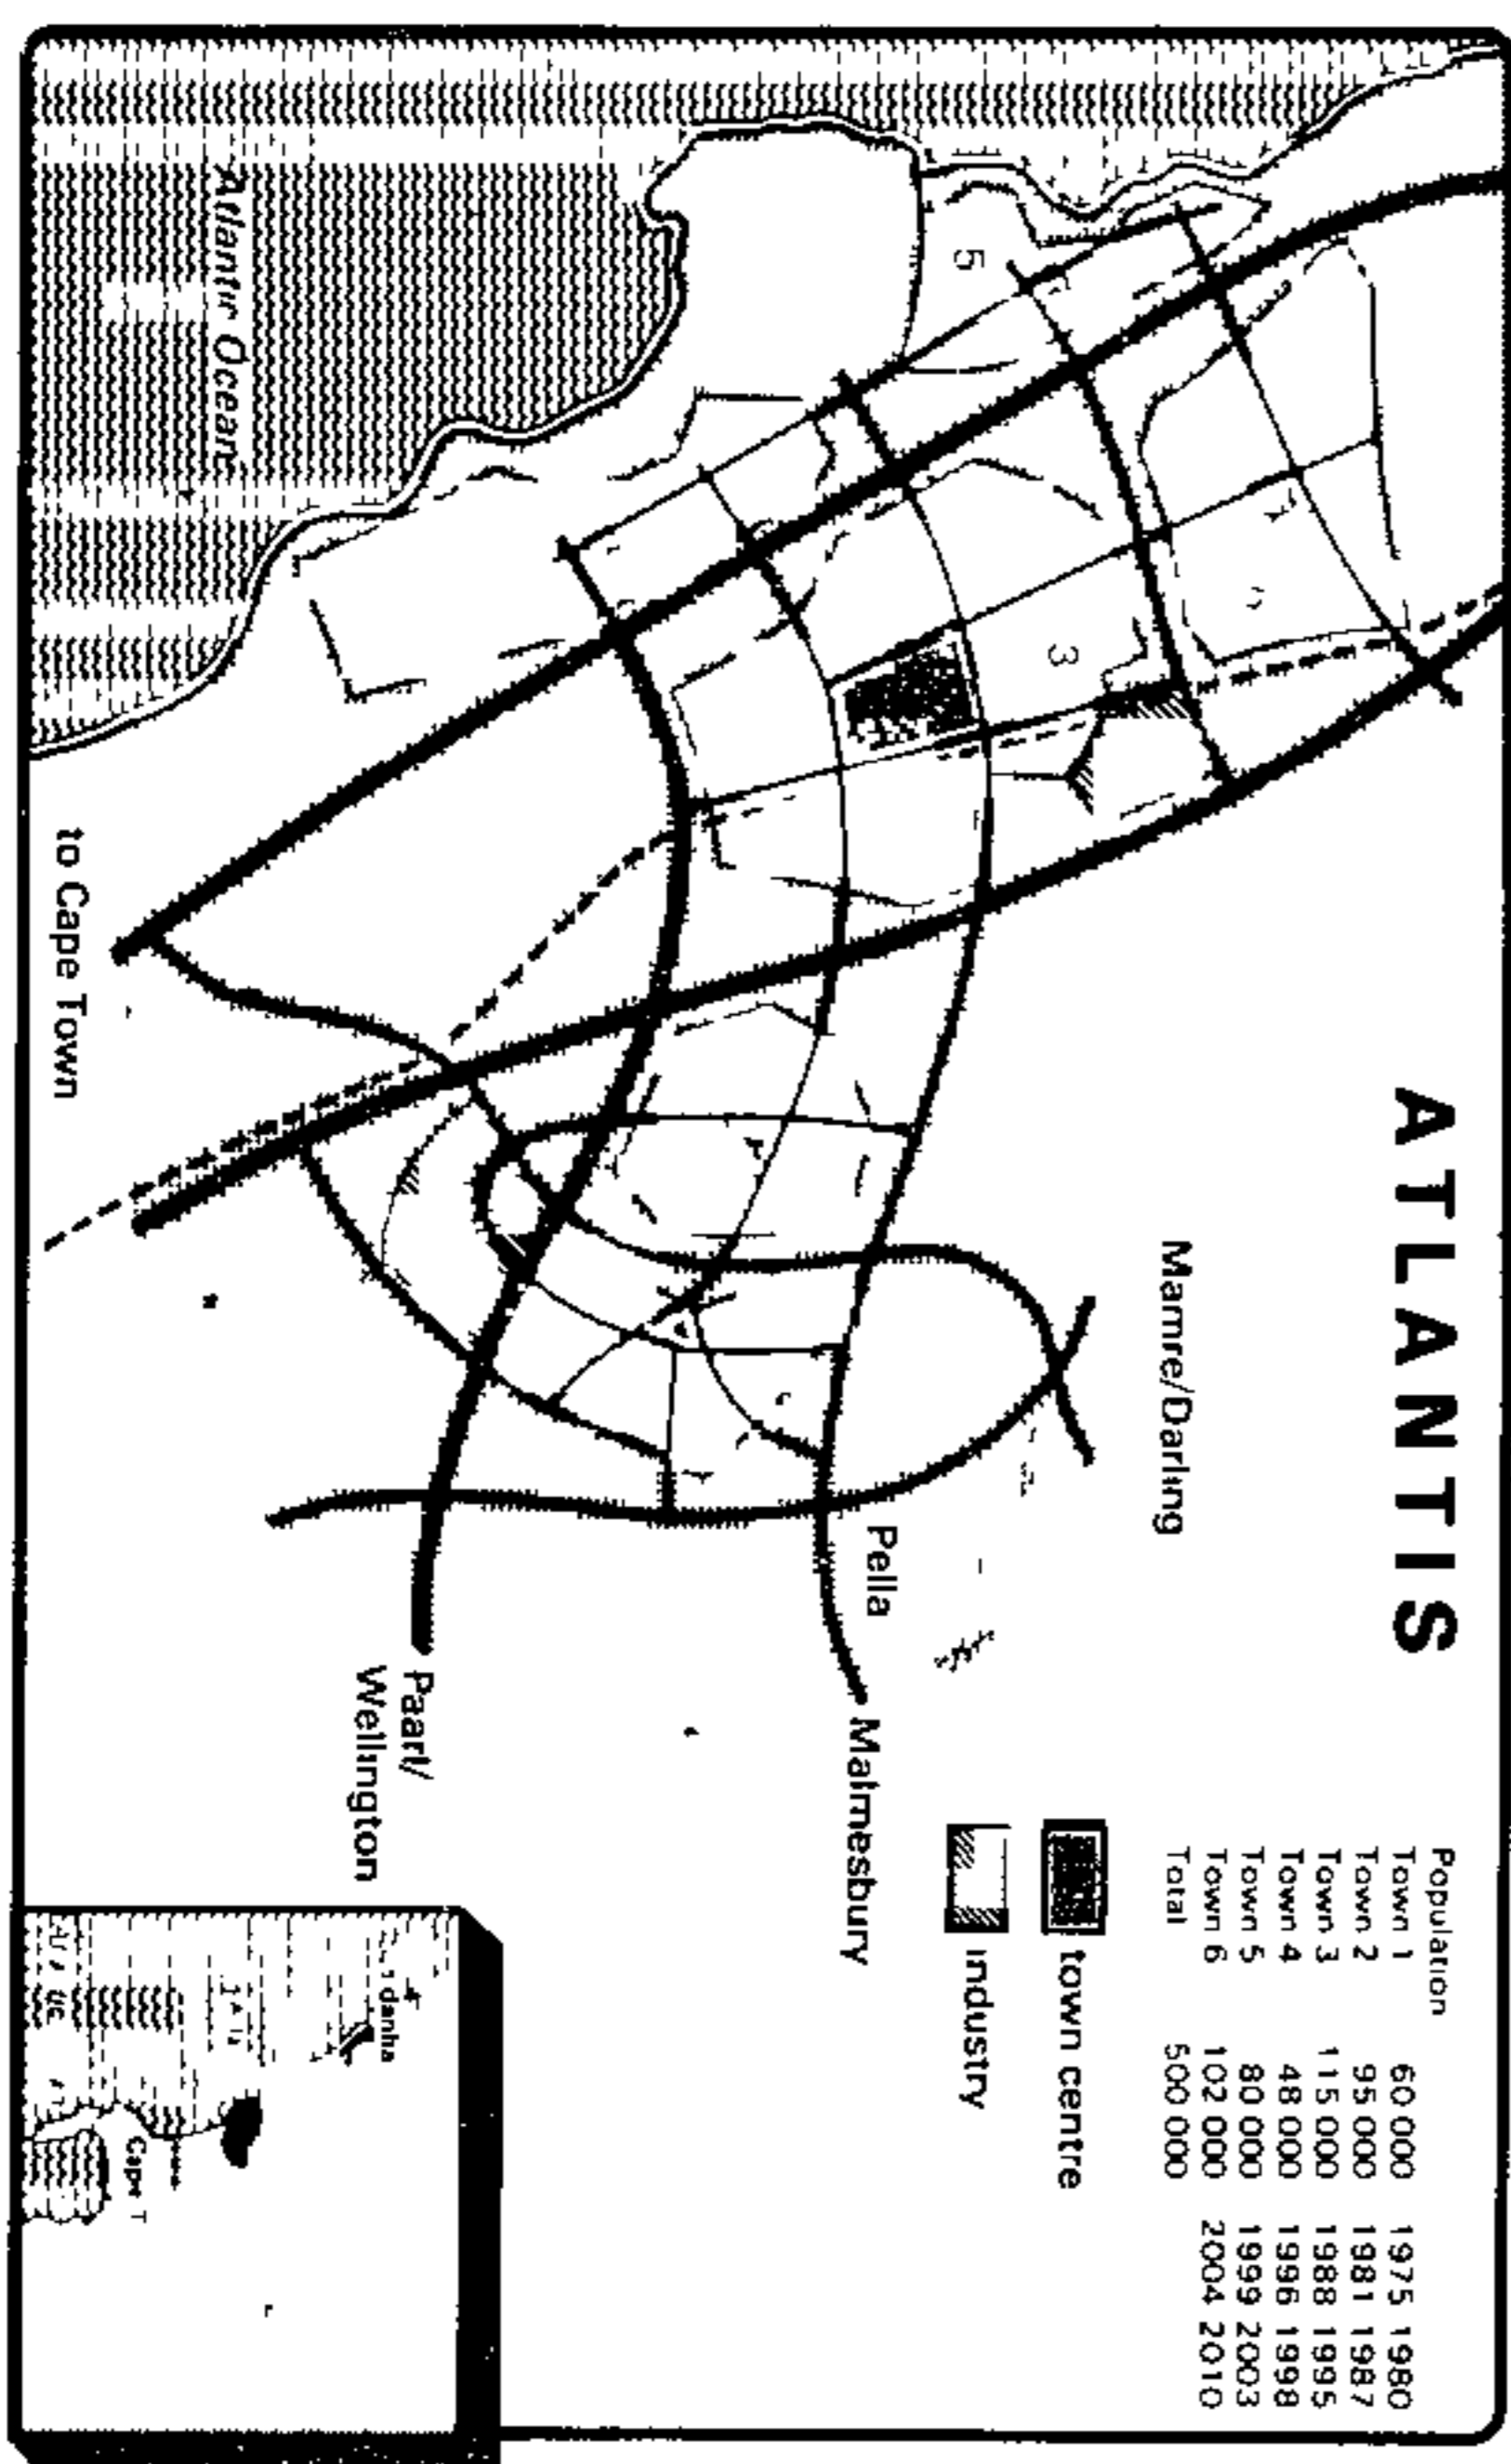 ATLANTIS
Population
Town 1 60 000 1975 1980
Town 2 95 000 1981 1987
Town 3 115 000 1988 1995
Town 4 48 000 1996 1998
Town 5 80 000 1999 2003
Town 6 102 000 2004 2010
Total 500 000
Mamre/Darling
town centre
industry
Pella
Malmesbury
Paarl/
Wellington
to Cape Town
Atlantic Ocean
5
3
danha
Cape T